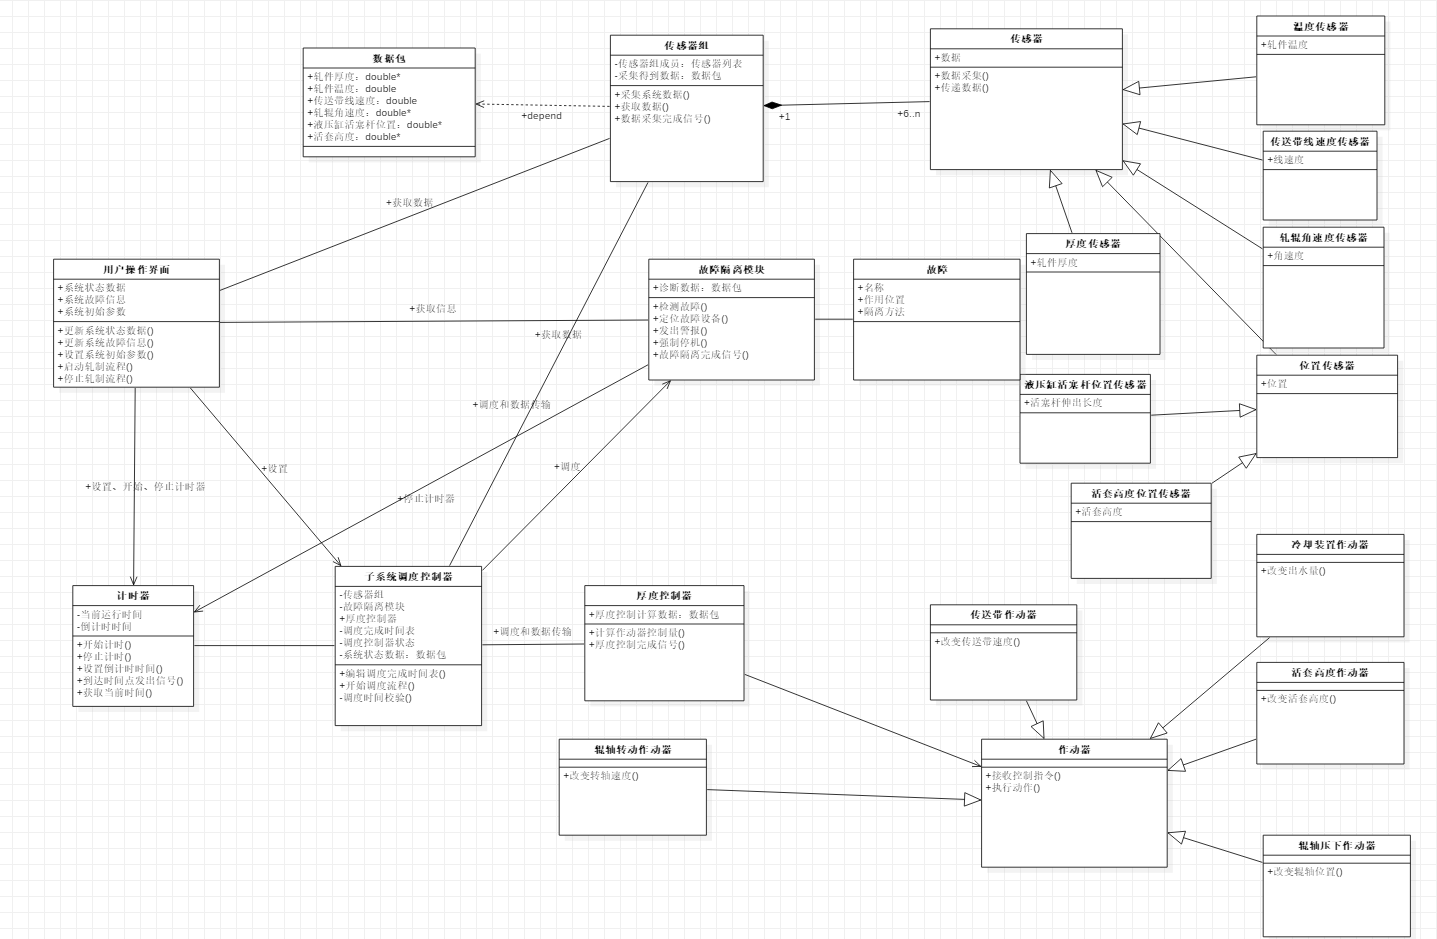 数据包
+轧件厚度：double*
+轧件温度：double
+传送带线速度：double
+轧辊角速度：double*
+液压缸活塞杆位置：double*
+活套高度：double*
传感器组
-传感器组成员：传感器列表
-采集得到数据：数据包
+采集系统数据()
+获取数据()
+数据采集完成信号()
+depend
+1
+6..n
传感器
+数据
+数据采集()
+传递数据()
温度传感器
+轧件温度
传送带线速度传感器
+线速度
轧辊角速度传感器
+角速度
厚度传感器
+轧件厚度
+获取数据
用户操作界面
+系统状态数据
+系统故障信息
+系统初始参数
+更新系统状态数据()
+更新系统故障信息()
+设置系统初始参数()
+启动轧制流程()
+停止轧制流程()
+获取信息
+获取数据
故障隔离模块
+诊断数据：数据包
+检测故障()
+定位故障设备()
+发出警报()
+强制停机()
+故障隔离完成信号()
故障
+名称
+作用位置
+隔离方法
位置传感器
+位置
液压缸活塞杆位置传感器
+活塞杆伸出长度
活套高度位置传感器
+活套高度
+调度和数据传输
+设置
+调度
+设置、开始、停止计时器
+停止计时器
计时器
-当前运行时间
-倒计时时间
+开始计时()
+停止计时()
+设置倒计时时间()
+到达时间点发出信号()
+获取当前时间()
子系统调度控制器
-传感器组
-故障隔离模块
+厚度控制器
-调度完成时间表
-调度控制器状态
-系统状态数据：数据包
+编辑调度完成时间表()
+开始调度流程()
-调度时间校验()
+调度和数据传输
厚度控制器
+厚度控制计算数据：数据包
+计算作动器控制量()
+厚度控制完成信号()
传送带作动器
+改变传送带速度()
冷却装置作动器
+改变出水量()
活套高度作动器
+改变活套高度()
辊轴转动作动器
+改变转轴速度()
作动器
+接收控制指令()
+执行动作()
辊轴压下作动器
+改变辊轴位置()